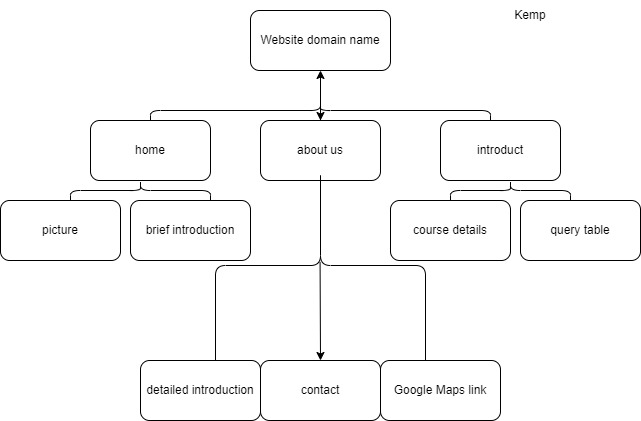 Kemp
Website domain name
home
about us
introduct
picture
brief introduction
course details
query table
detailed introduction
contact
Google Maps link